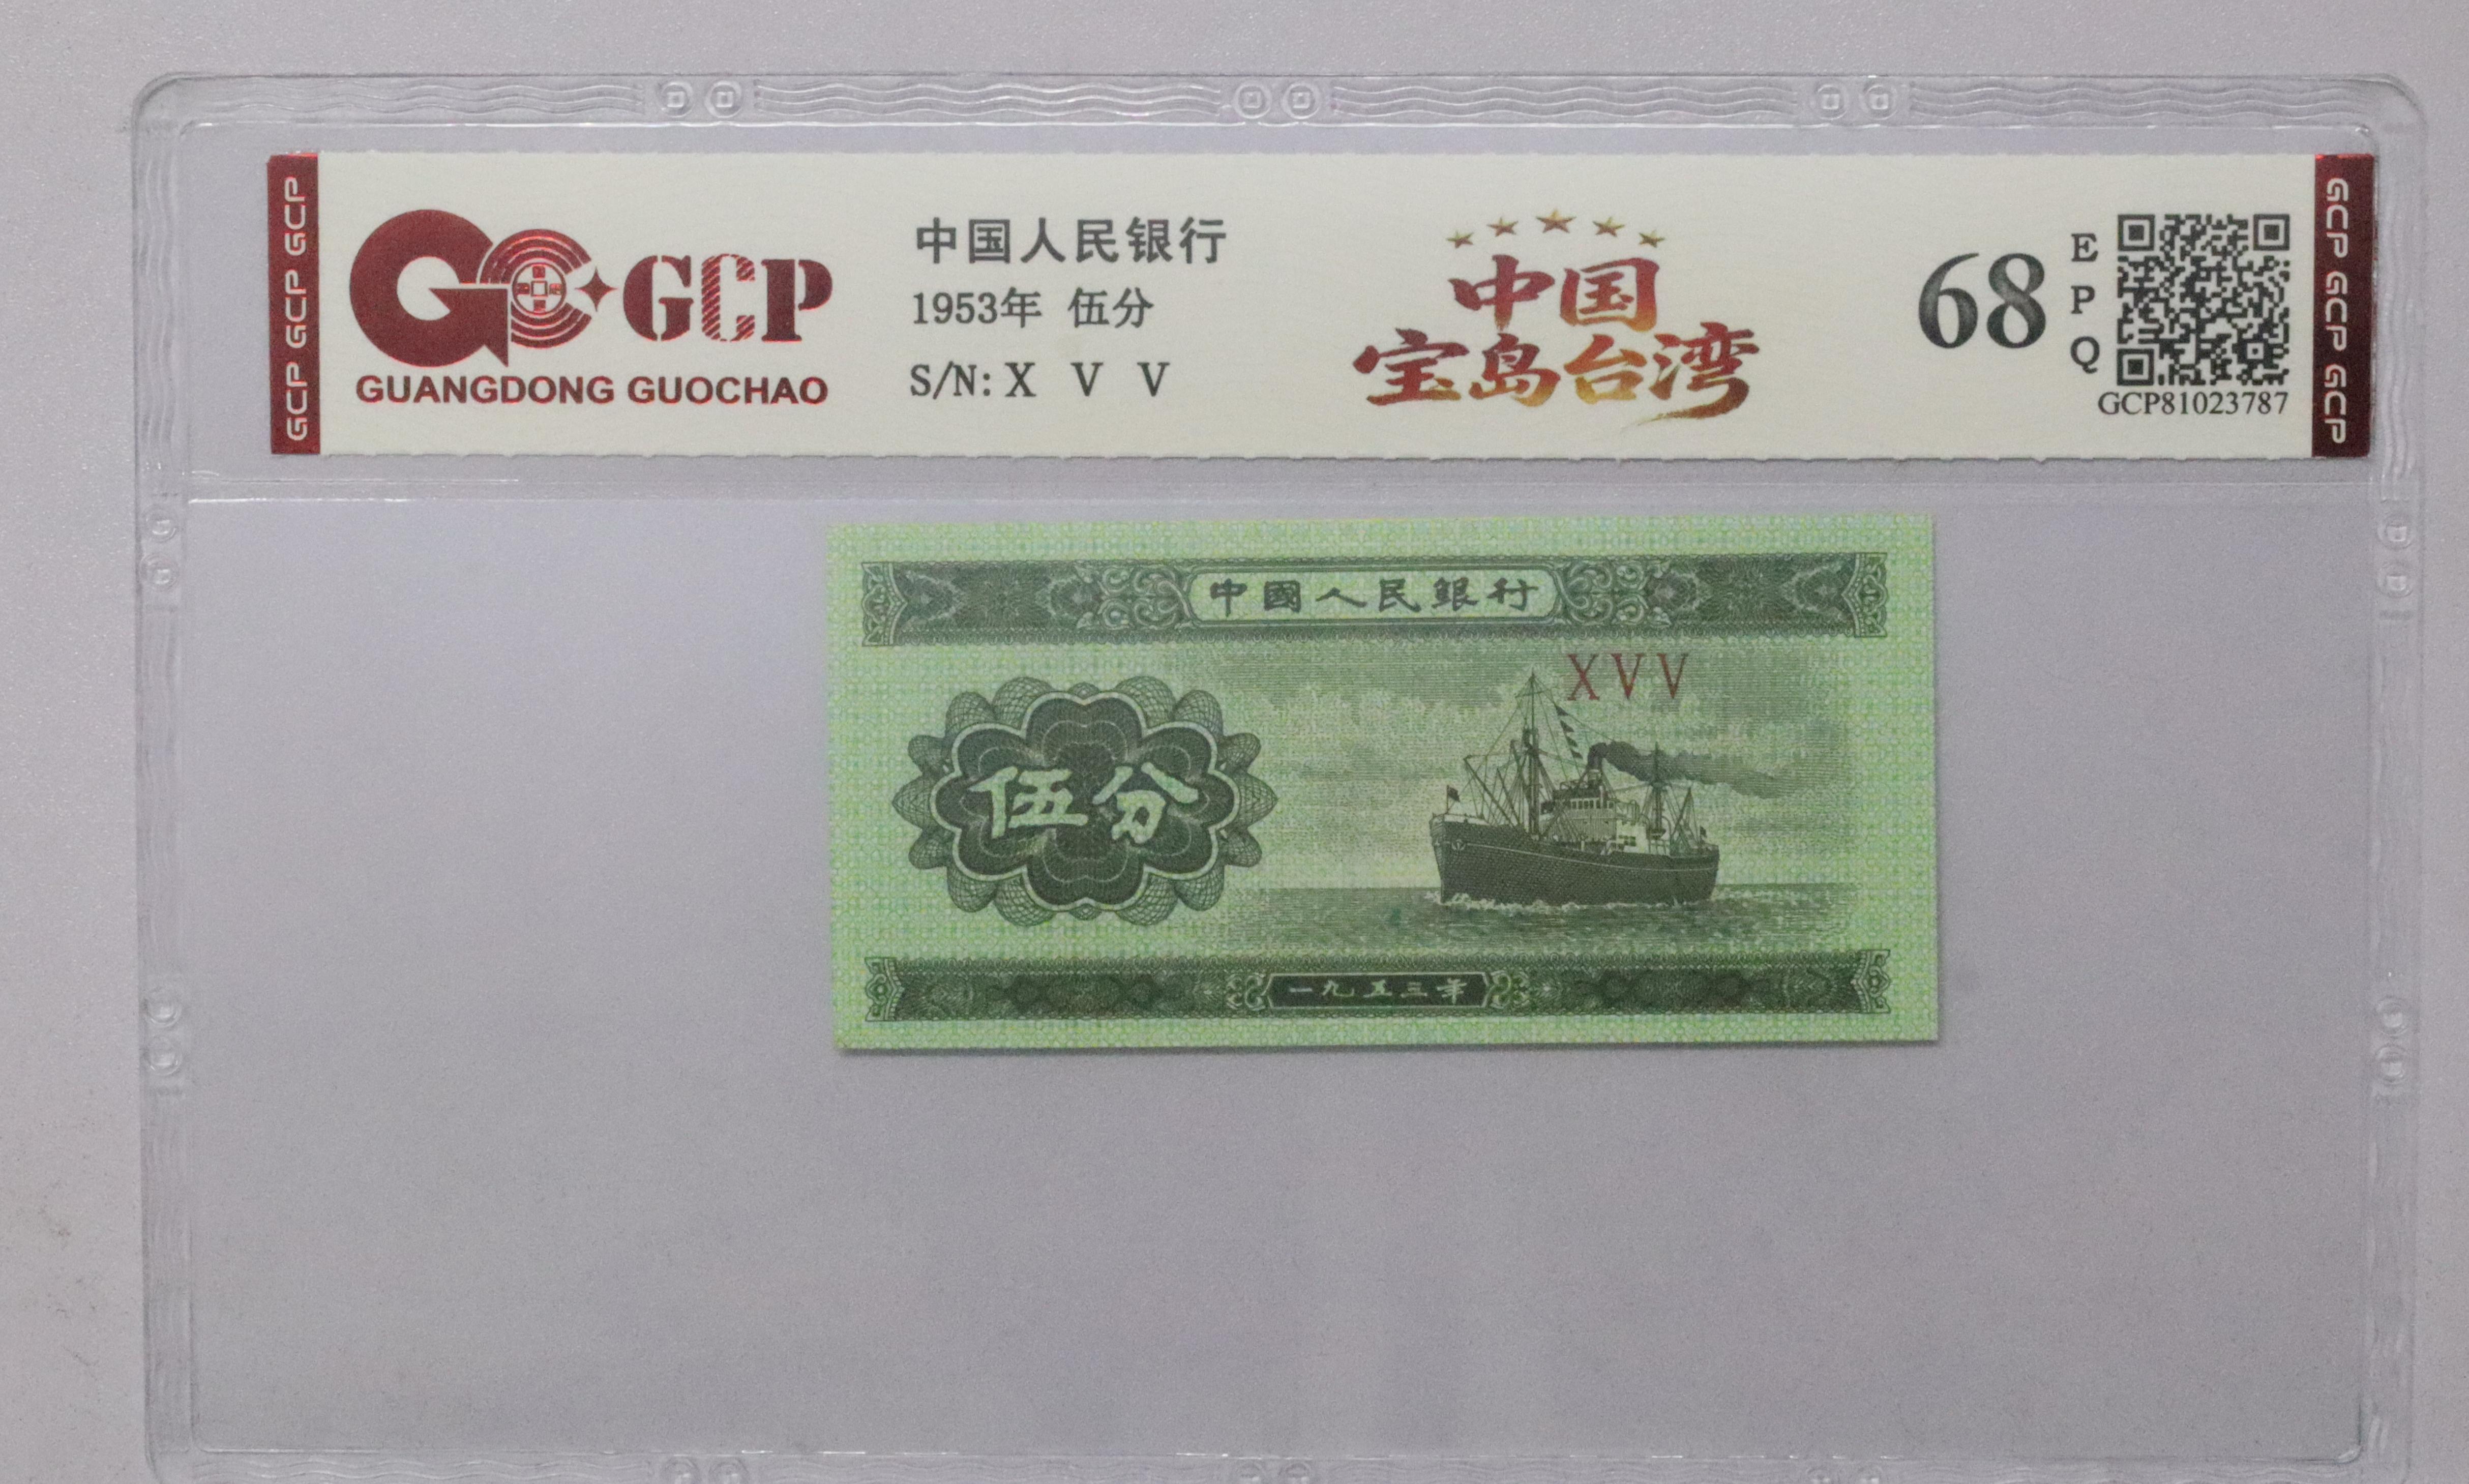 GCP GCP GCP
GCP
GUANGDONG GUOCHAO
中国人民银行
1953年 伍分
S/N: X V V
中国
宝岛台湾
68
E
P
Q
GCP81023787
GCP GCP GCP
中國人民銀行
XVV
伍分
一九五三年